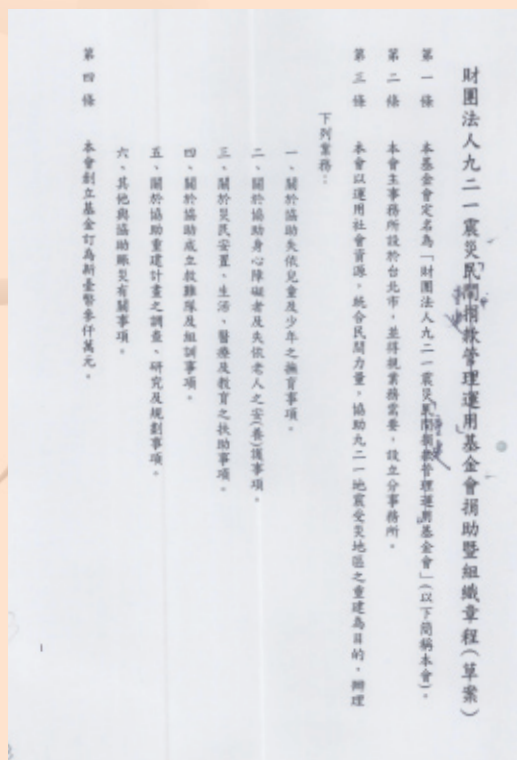 財團法人九二一震災民間捐款管理運用基金會捐助暨組織章程(草案)
第一條 本基金會定名為「財團法人九二一震災民間捐款管理運用基金會」(以下簡稱本會)。
第二條 本會主事務所設於台北市,並得視業務需要,設立分事務所。
第三條 本會以運用社會資源,統合民間力量,協助九二一地震受災地區之重建為目的,辦理
下列業務:
一、關於協助失依兒童及少年之撫育事項。
二、關於協助身心障礙者及失依老人之安(養)護事項。
三、關於災民安置、生活、醫療及教育之扶助事項。
四、關於協助成立救難隊及組訓事項。
五、關於協助重建計畫之調查、研究及規劃事項。
六、其他與協助賑災有關事項。
第四條 本會創立基金訂為新臺幣參仟萬元。
1